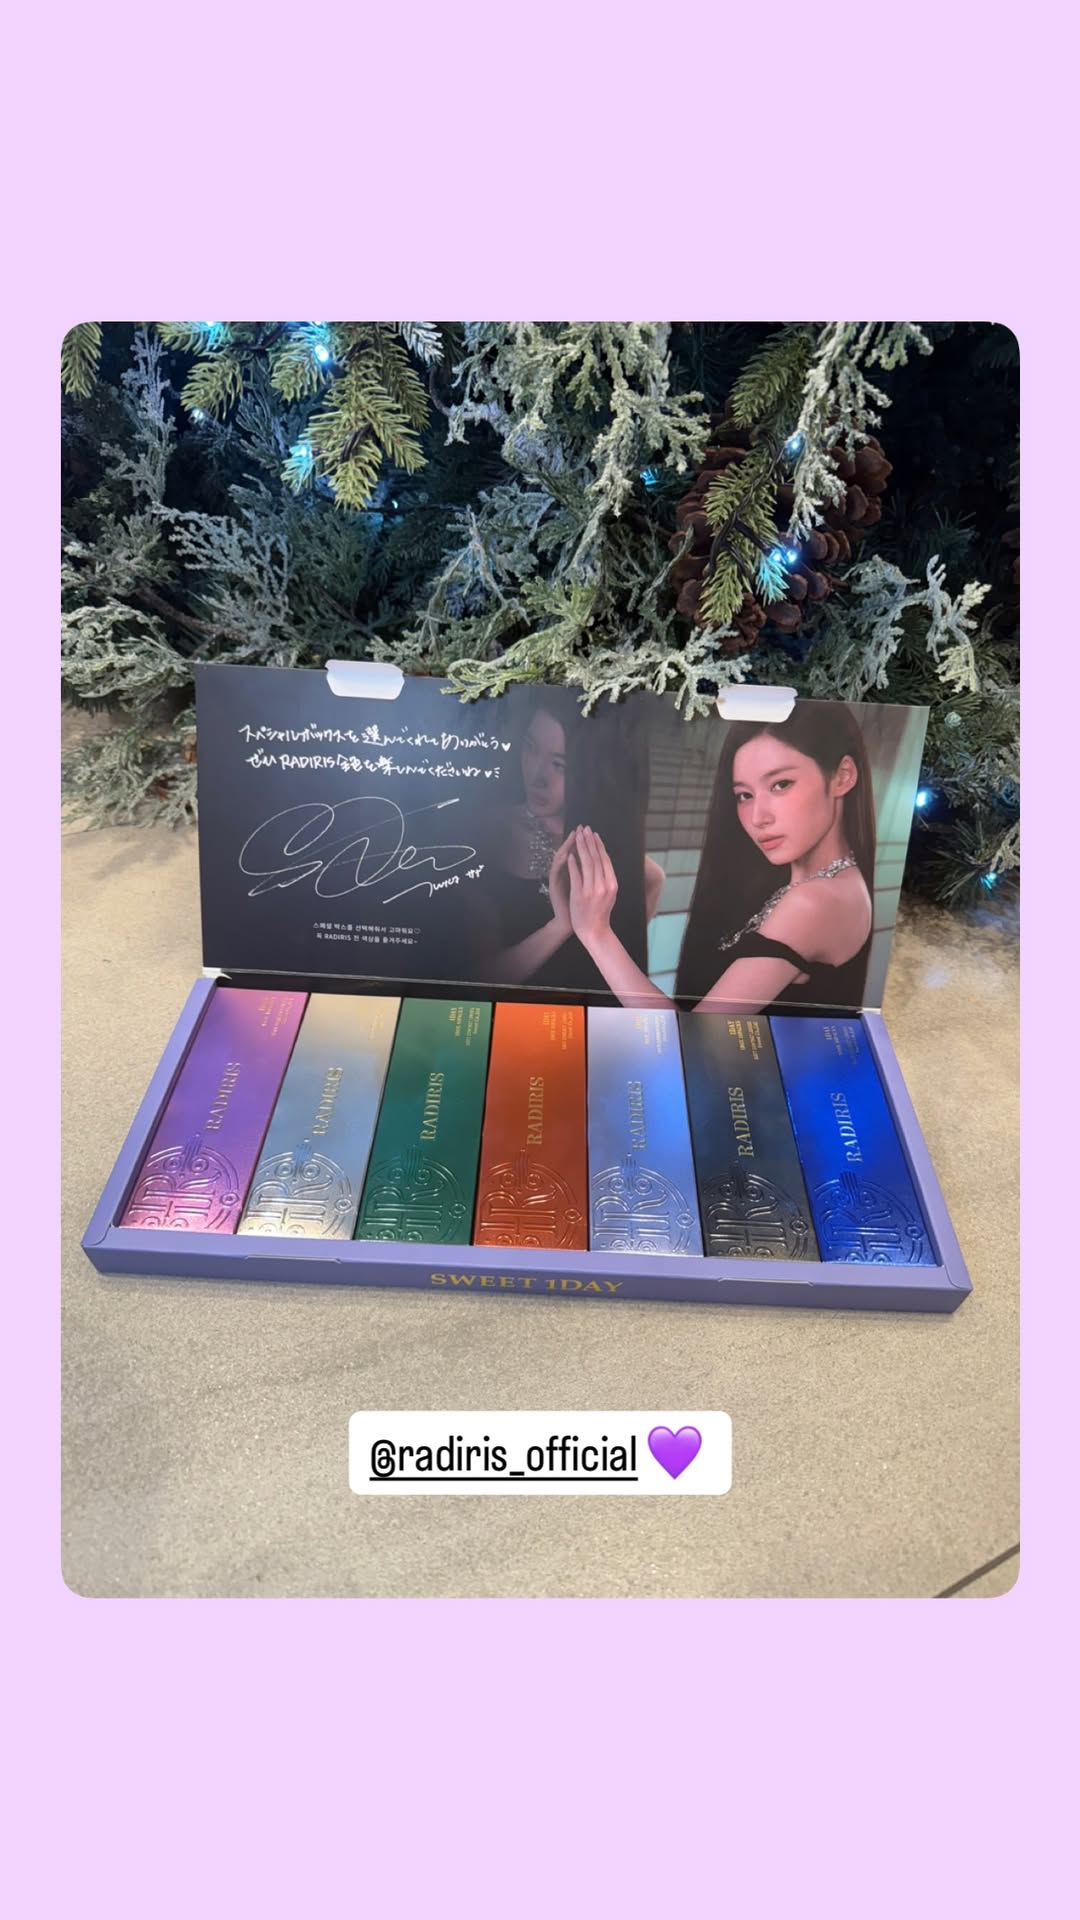 スペシャルボックスを選んでくれてありがとう♥
ぜひRADIRIS全色を楽しんでくださいね♥
TWICE サナ
스페셜 박스를 선택해줘서 고마워요♡
꼭 RADIRIS 전 색상을 즐겨주세요~
RADIRIS
RADIRIS
RADIRIS
RADIRIS
RADIRIS
1DAY
RADIRIS
1DAY
RADIRIS
SWEET 1DAY
@radiris_official 💜